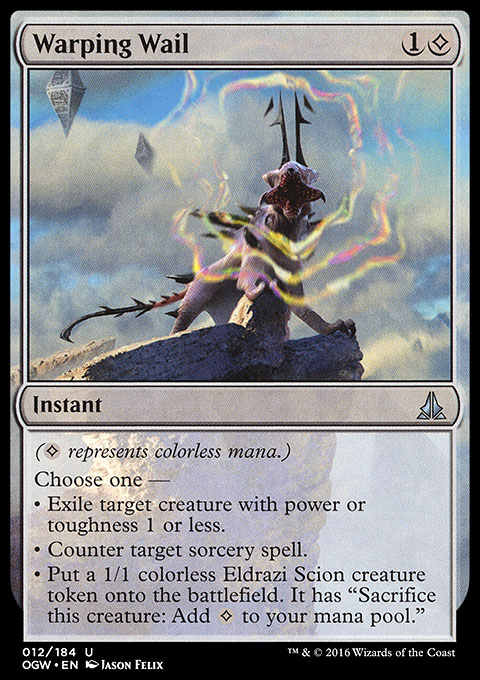 Warping Wail 1
Instant
(◇ represents colorless mana.)
Choose one —
• Exile target creature with power or
toughness 1 or less.
• Counter target sorcery spell.
• Put a 1/1 colorless Eldrazi Scion creature
token onto the battlefield. It has “Sacrifice
this creature: Add ◇ to your mana pool.”
012/184 U
OGW • EN Jason Felix ™ & © 2016 Wizards of the Coast